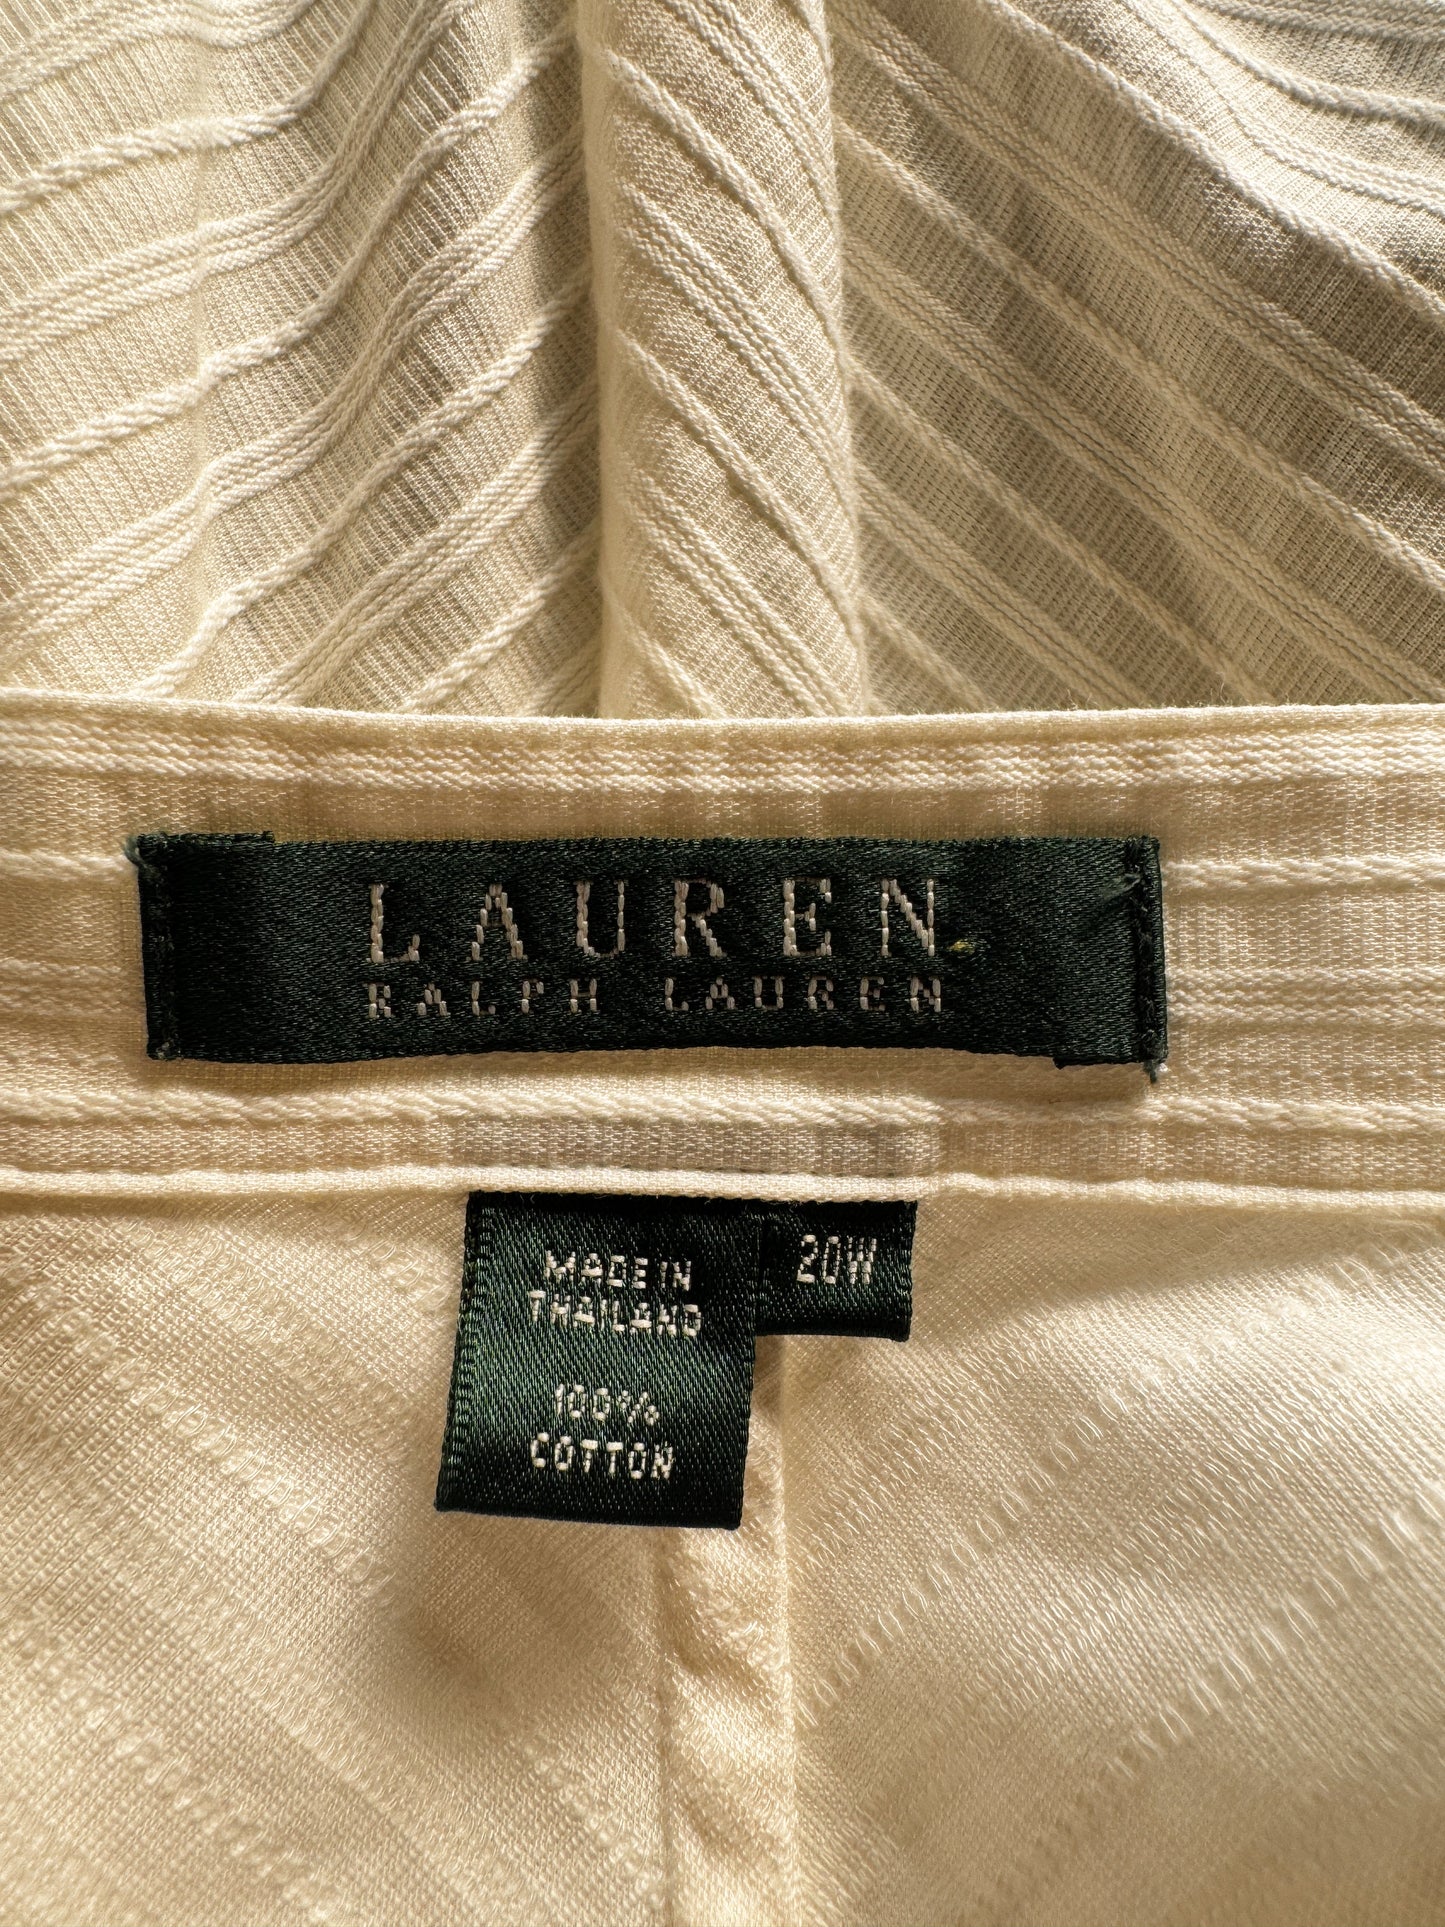 LAUREN
RALPH LAUREN
MADE IN
THAILAND
100%
COTTON
20W